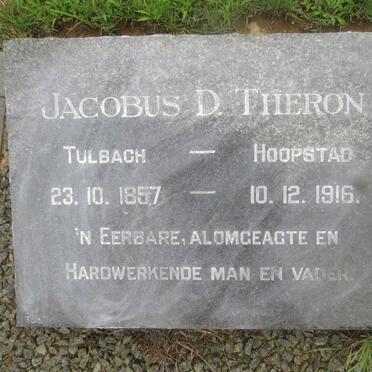 JACOBUS D. THERON
TULBACH — HOOPSTAD
23. 10. 1857 — 10. 12. 1916.
'N EERBARE, ALOMGEAGTE EN
HARDWERKENDE MAN EN VADER.